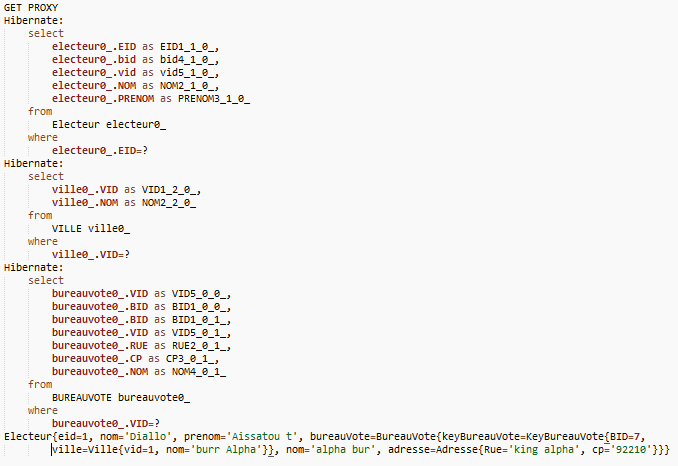 GET PROXY
Hibernate:
    select
        electeur0_.EID as EID1_1_0_,
        electeur0_.bid as bid4_1_0_,
        electeur0_.vid as vid5_1_0_,
        electeur0_.NOM as NOM2_1_0_,
        electeur0_.PRENOM as PRENOM3_1_0_
    from
        Electeur electeur0_
    where
        electeur0_.EID=?
Hibernate:
    select
        ville0_.VID as VID1_2_0_,
        ville0_.NOM as NOM2_2_0_
    from
        VILLE ville0_
    where
        ville0_.VID=?
Hibernate:
    select
        bureauvote0_.VID as VID5_0_0_,
        bureauvote0_.BID as BID1_0_0_,
        bureauvote0_.BID as BID1_0_1_,
        bureauvote0_.VID as VID5_0_1_,
        bureauvote0_.RUE as RUE2_0_1_,
        bureauvote0_.CP as CP3_0_1_,
        bureauvote0_.NOM as NOM4_0_1_
    from
        BUREAUVOTE bureauvote0_
    where
        bureauvote0_.VID=?
Electeur{eid=1, nom='Diallo', prenom='Aissatou t', bureauVote=BureauVote{keyBureauVote=KeyBureauVote{BID=7,
        ville=Ville{vid=1, nom='burr Alpha'}}, nom='alpha bur', adresse=Adresse{Rue='king alpha', cp='92210'}}}